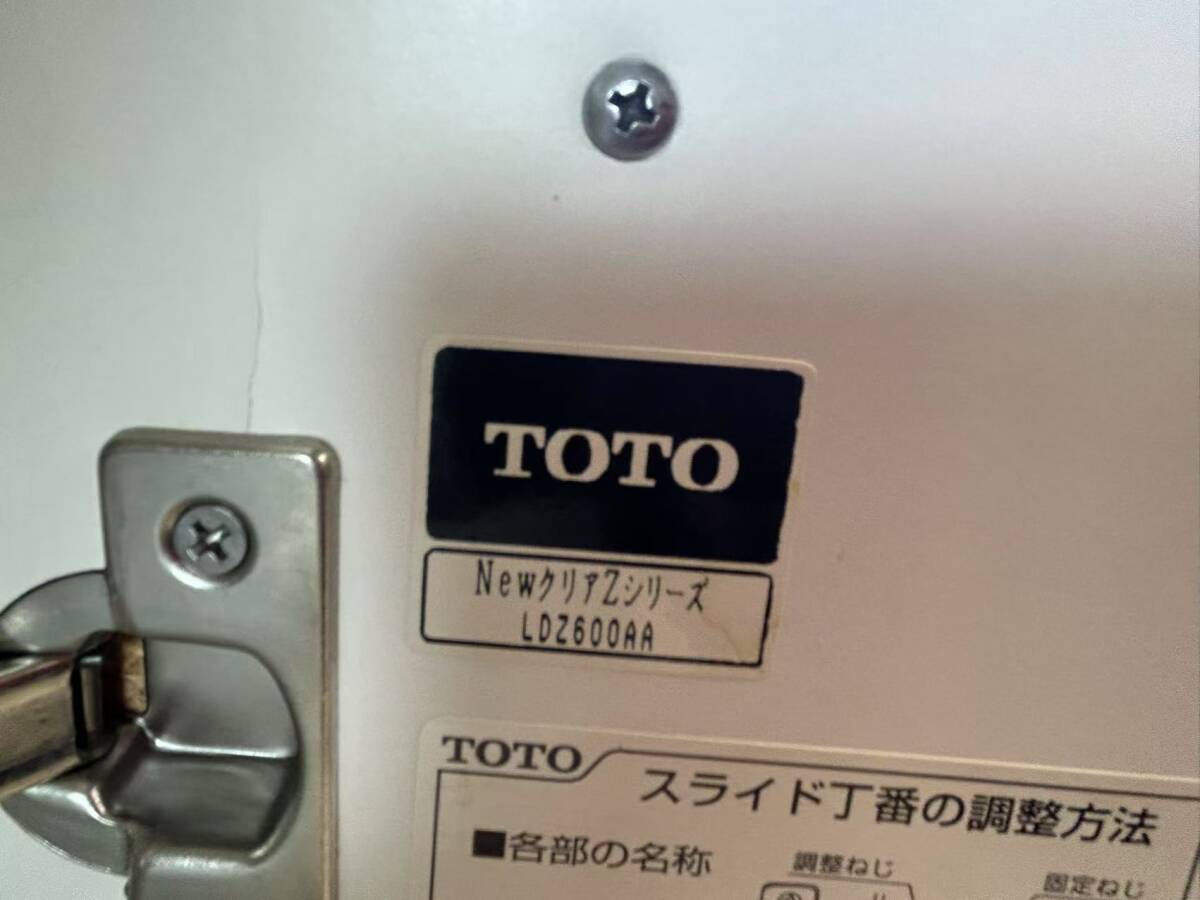 TOTO
NewクリアZシリーズ
LDZ600AA
TOTO
スライド丁番の調整方法
■各部の名称
調整ねじ
固定ねじ